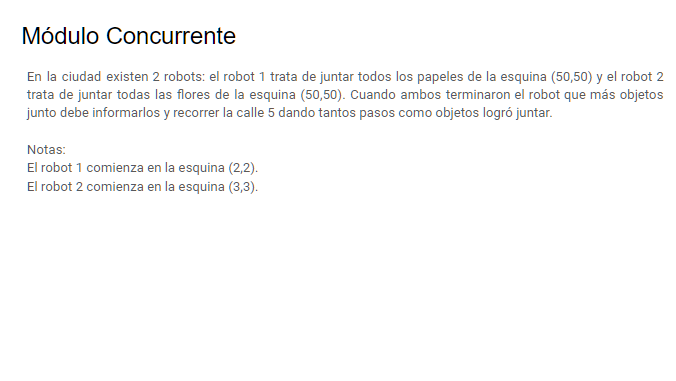 Módulo Concurrente
En la ciudad existen 2 robots: el robot 1 trata de juntar todos los papeles de la esquina (50,50) y el robot 2
trata de juntar todas las flores de la esquina (50,50). Cuando ambos terminaron el robot que más objetos
junto debe informarlos y recorrer la calle 5 dando tantos pasos como objetos logró juntar.
Notas:
El robot 1 comienza en la esquina (2,2).
El robot 2 comienza en la esquina (3,3).